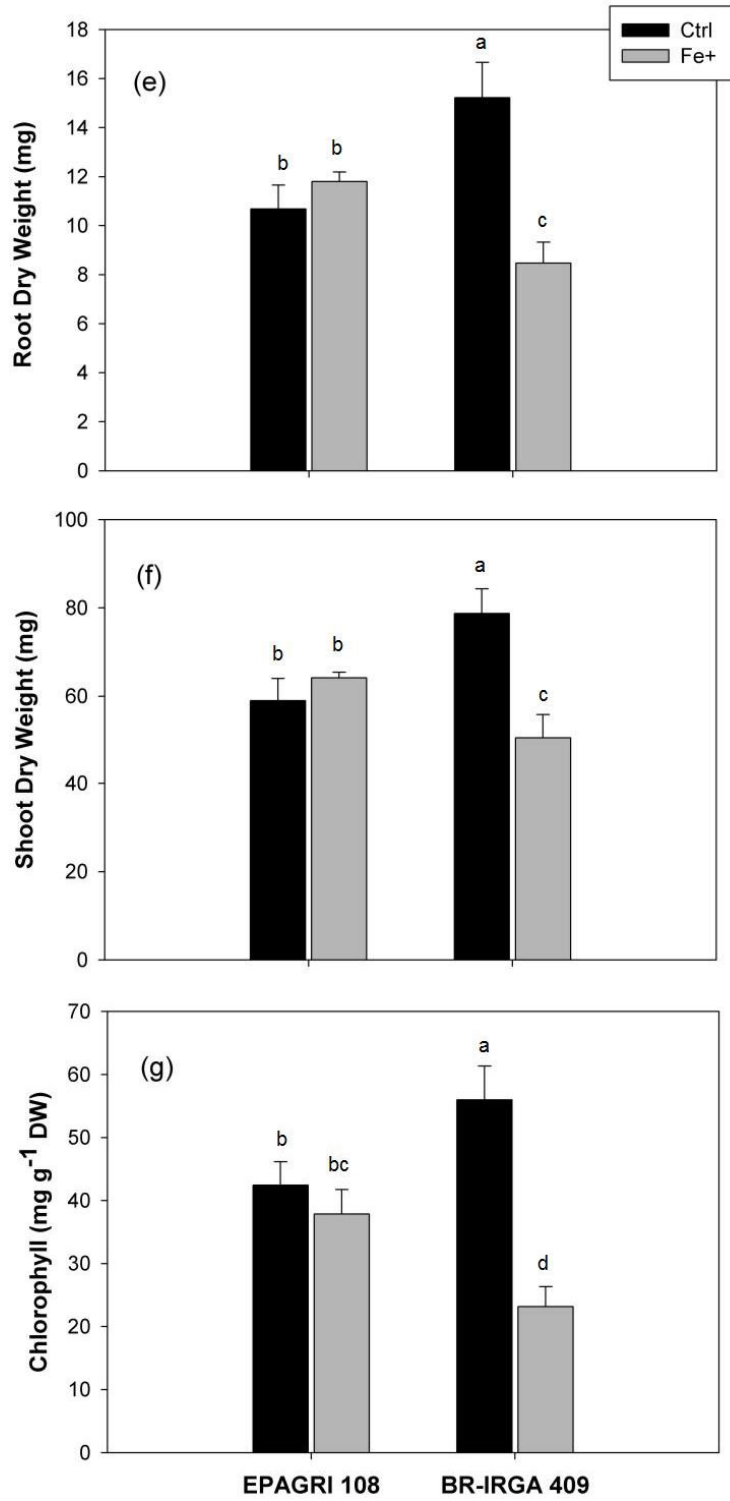 Ctrl
Fe+
(e)
Root Dry Weight (mg)
18
16
14
12
10
8
6
4
2
0
b
b
a
c
(f)
Shoot Dry Weight (mg)
100
80
60
40
20
0
b
b
a
c
(g)
Chlorophyll (mg g⁻¹ DW)
70
60
50
40
30
20
10
0
b
bc
a
d
EPAGRI 108 BR-IRGA 409